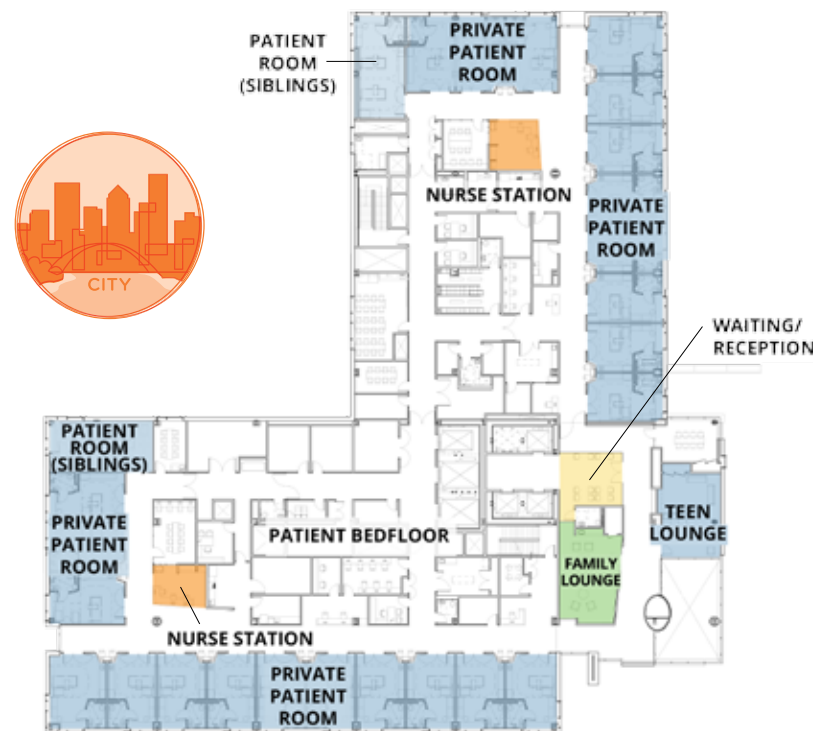 PATIENT
ROOM
(SIBLINGS)
PRIVATE
PATIENT
ROOM
CITY
NURSE STATION
PRIVATE
PATIENT
ROOM
WAITING/
RECEPTION
PATIENT
ROOM
(SIBLINGS)
PRIVATE
PATIENT
ROOM
PATIENT BEDFLOOR
TEEN
LOUNGE
FAMILY
LOUNGE
NURSE STATION
PRIVATE
PATIENT
ROOM